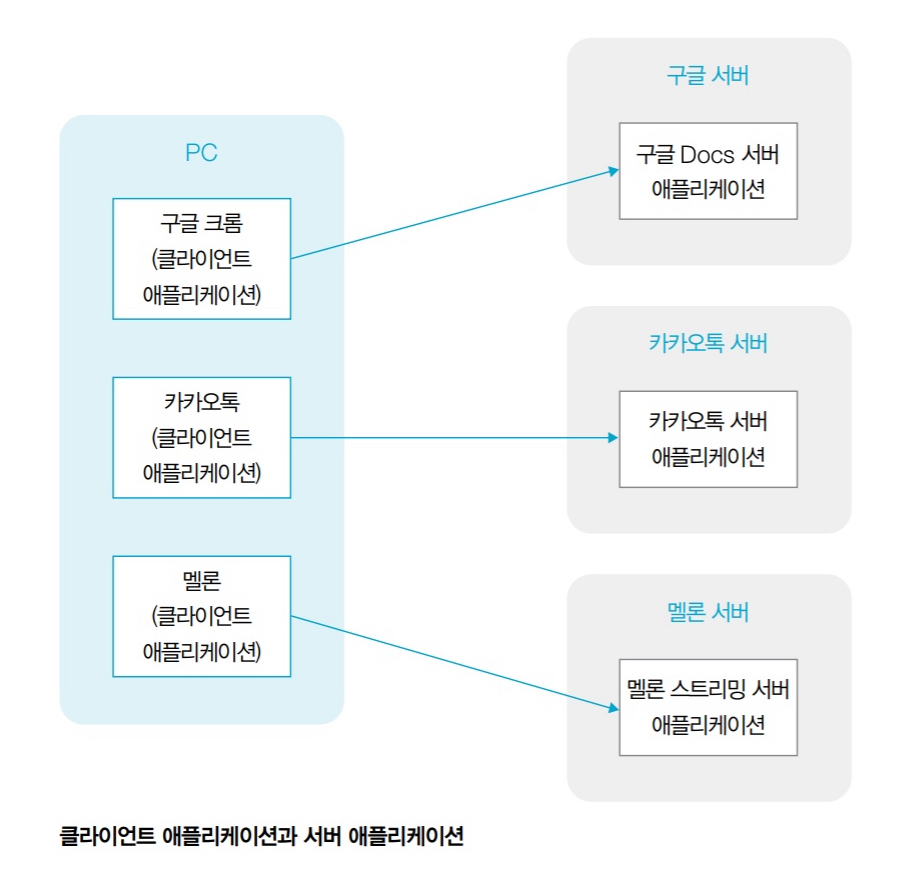 PC
구글 크롬
(클라이언트
애플리케이션)
카카오톡
(클라이언트
애플리케이션)
멜론
(클라이언트
애플리케이션)
구글 서버
구글 Docs 서버
애플리케이션
카카오톡 서버
카카오톡 서버
애플리케이션
멜론 서버
멜론 스트리밍 서버
애플리케이션
클라이언트 애플리케이션과 서버 애플리케이션